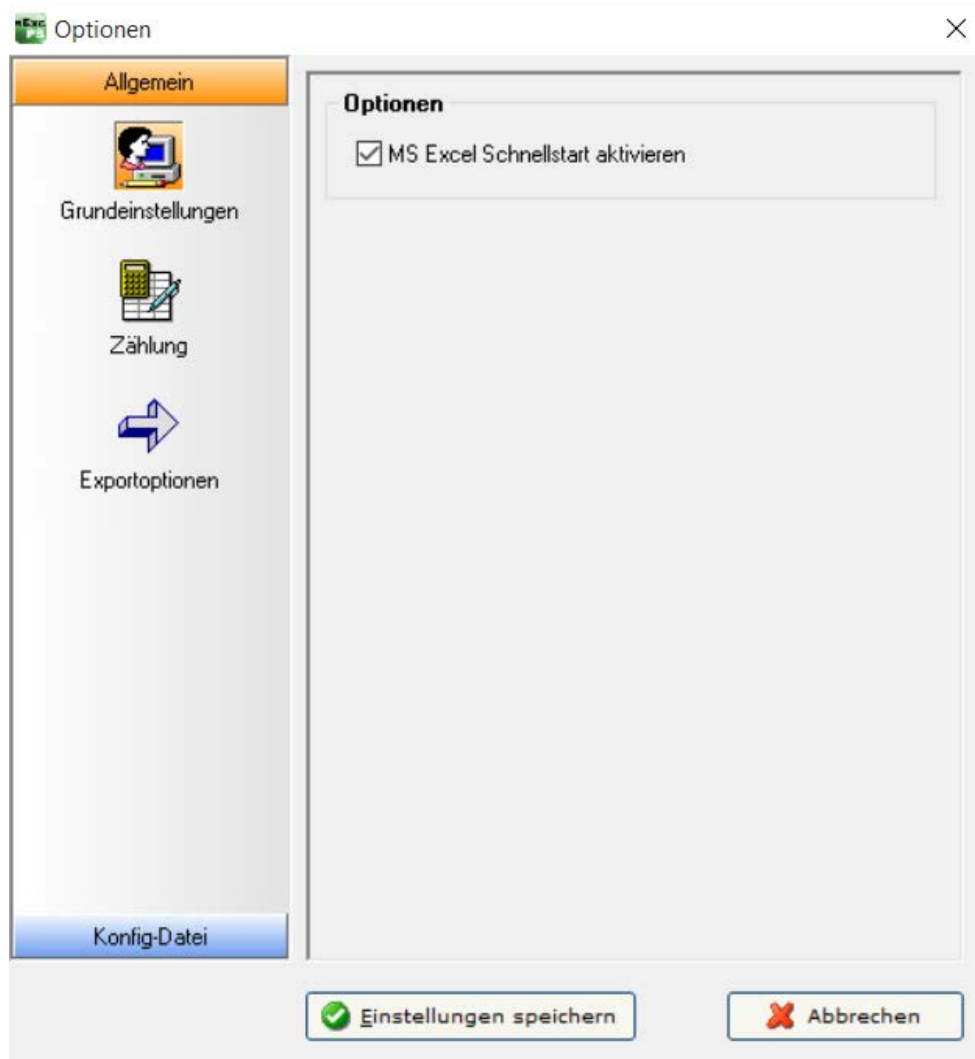 Optionen
Allgemein
Grundeinstellungen
Zählung
Exportoptionen
Konfig-Datei
Optionen
MS Excel Schnellstart aktivieren
Einstellungen speichern
Abbrechen